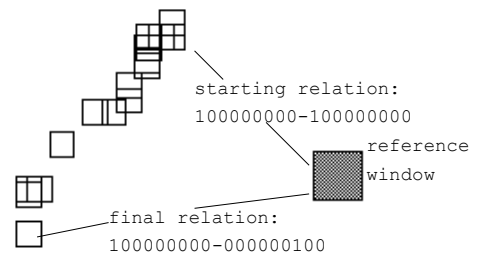 starting relation:
100000000-100000000
reference
window
final relation:
100000000-000000100